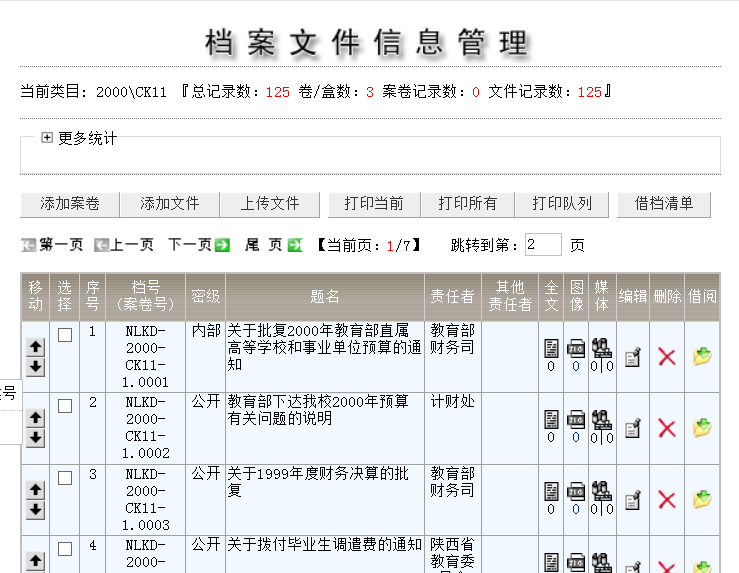 档案文件信息管理
当前类目: 2000\CK11 『总记录数: 125 卷/盒数: 3 案卷记录数: 0 文件记录数: 125』
更多统计
添加案卷 添加文件 上传文件 打印当前 打印所有 打印队列 借档清单
第一页 上一页 下一页 尾 页 【当前页: 1/7】 跳转到第: 2 页
移动 选择 序号 档号(案卷号) 密级 题名 责任者 其他责任者 全文 图像 媒体 编辑 删除 借阅
1 NLKD-2000-CK11-1.0001 内部 关于批复2000年教育部直属高等学校和事业单位预算的通知 教育部财务司 0 0 0|0
号
2 NLKD-2000-CK11-1.0002 公开 教育部下达我校2000年预算有关问题的说明 计财处 0 0 0|0
3 NLKD-2000-CK11-1.0003 公开 关于1999年度财务决算的批复 教育部财务司 0 0 0|0
4 NLKD-2000- 公开 关于拨付毕业生调遣费的通知 陕西省教育委